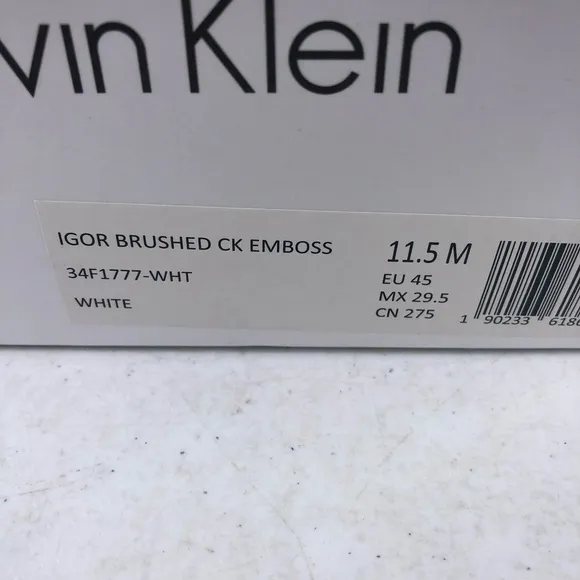 vin Klein
IGOR BRUSHED CK EMBOSS
34F1777-WHT
WHITE
11.5 M
EU 45
MX 29.5
CN 275
1 90233 6186